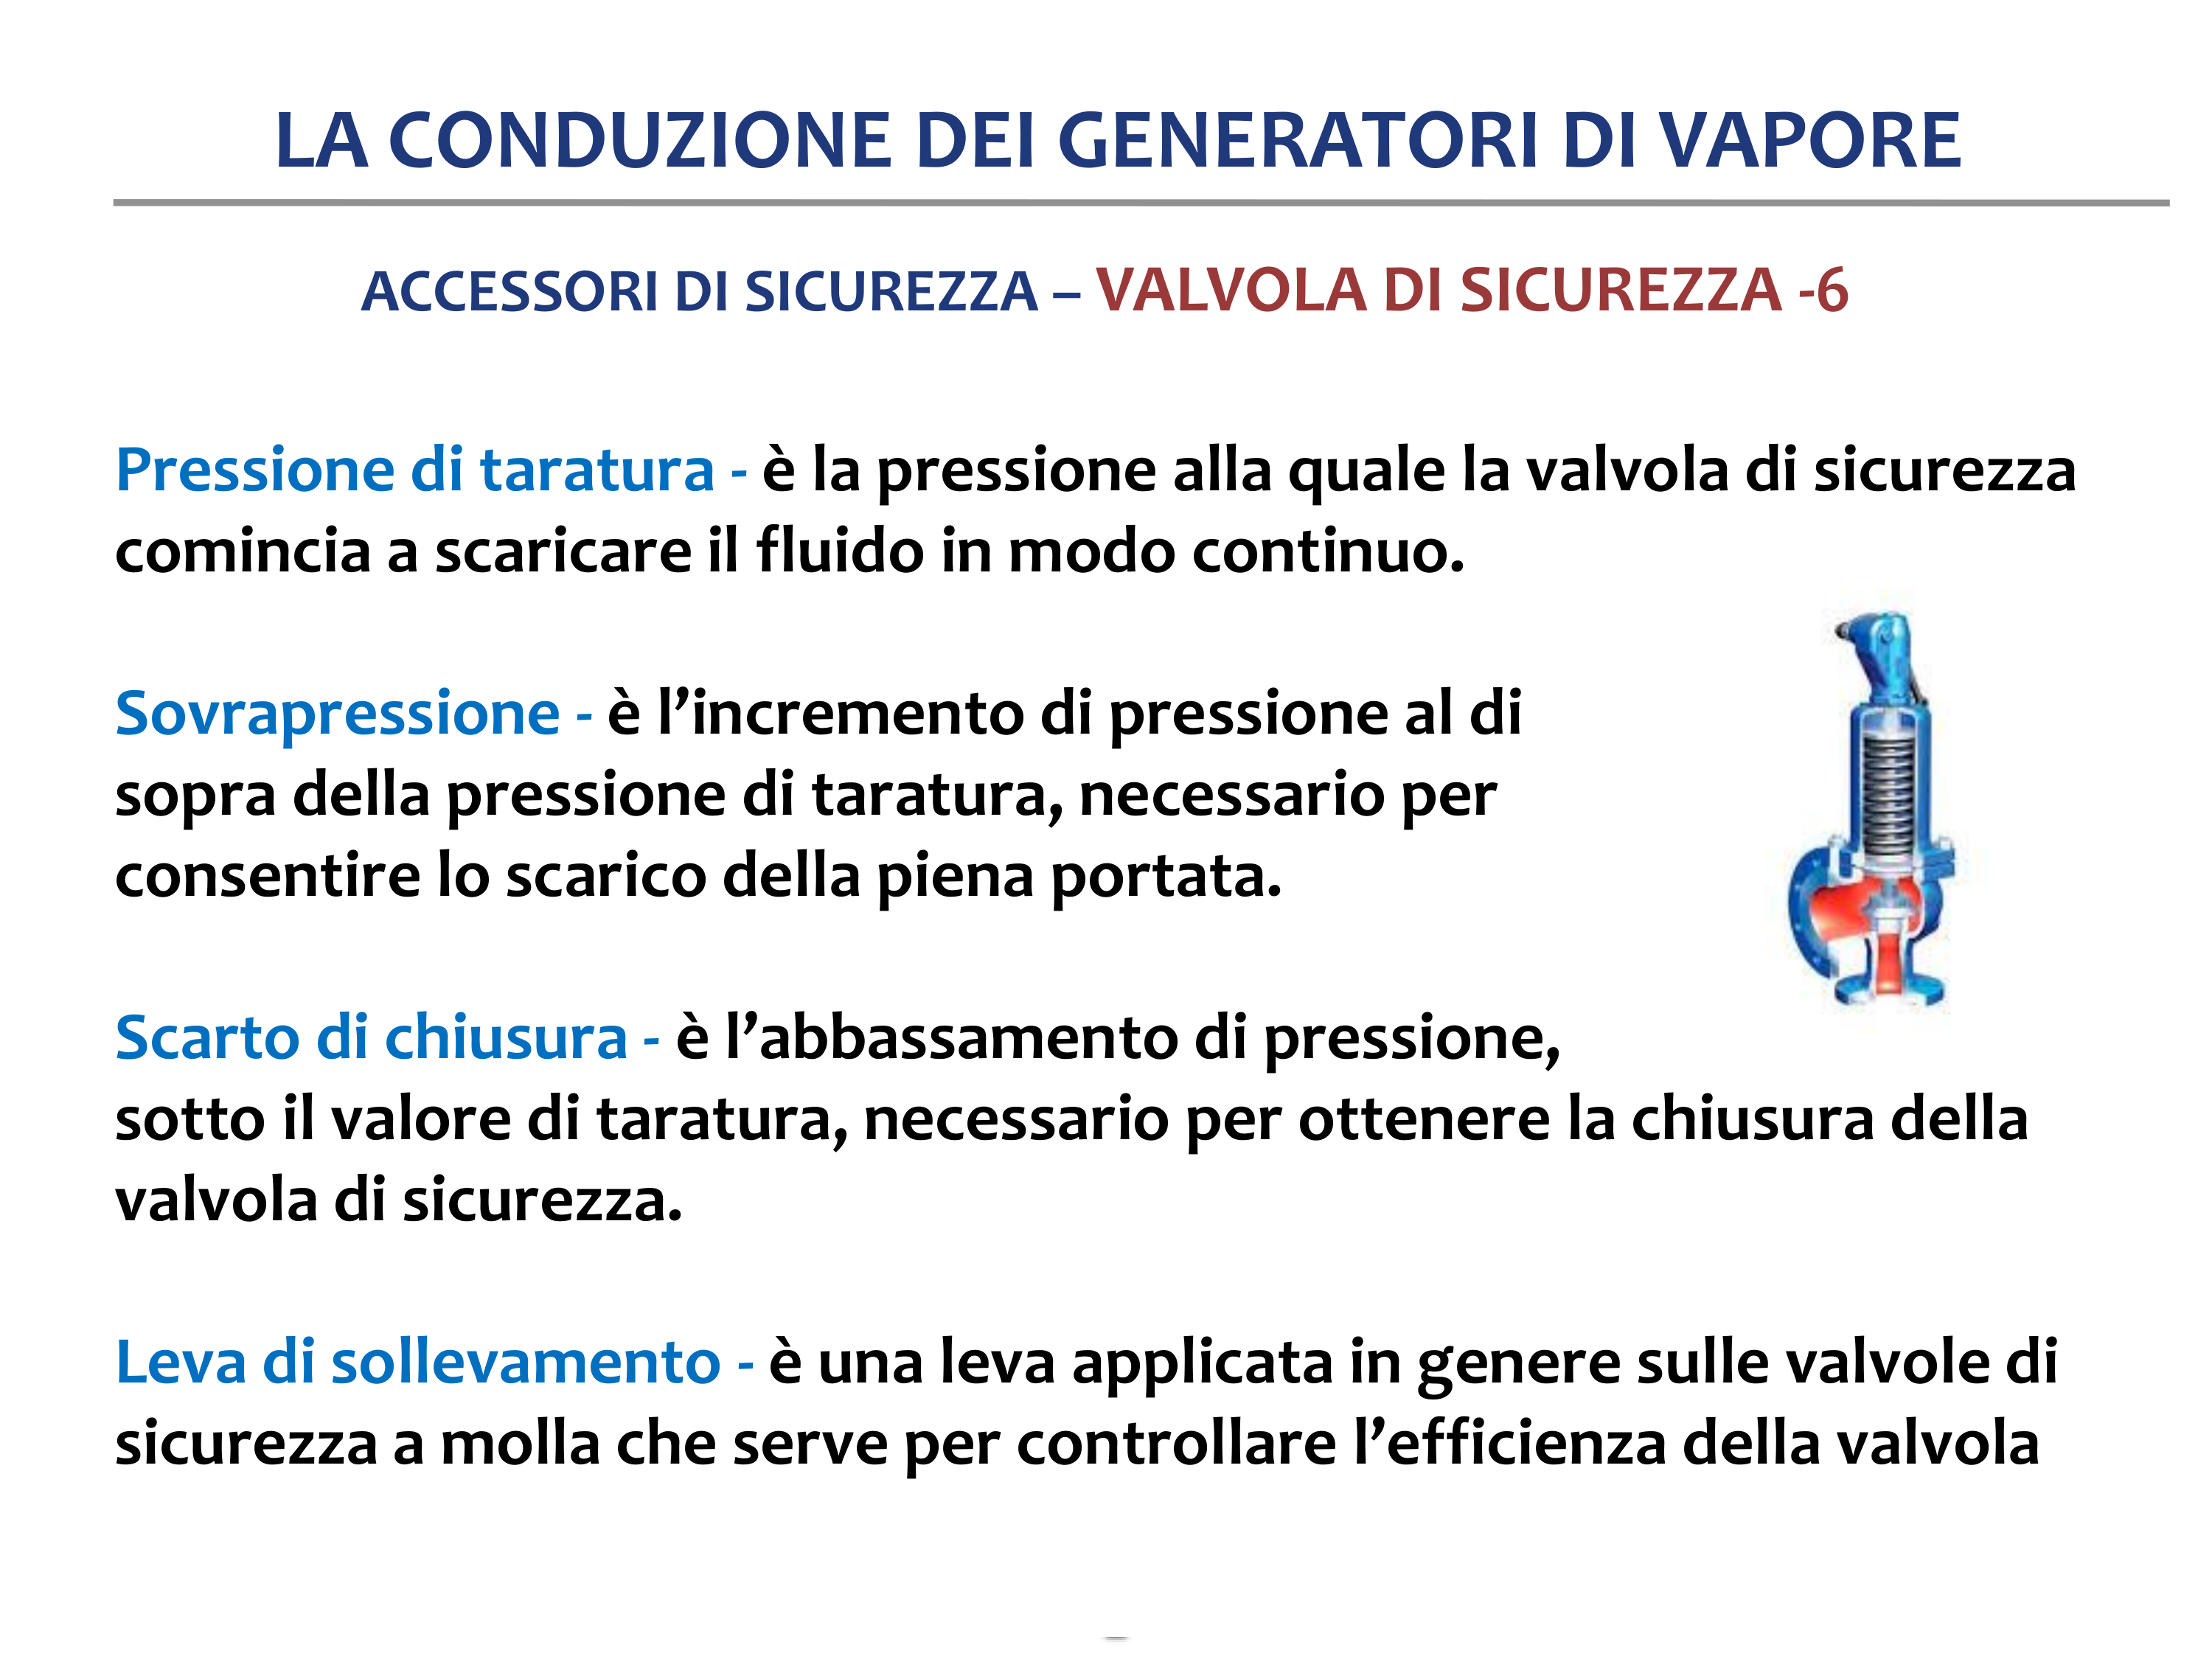 LA CONDUZIONE DEI GENERATORI DI VAPORE
ACCESSORI DI SICUREZZA – VALVOLA DI SICUREZZA -6
Pressione di taratura - è la pressione alla quale la valvola di sicurezza
comincia a scaricare il fluido in modo continuo.
Sovrapressione - è l’incremento di pressione al di
sopra della pressione di taratura, necessario per
consentire lo scarico della piena portata.
Scarto di chiusura - è l’abbassamento di pressione,
sotto il valore di taratura, necessario per ottenere la chiusura della
valvola di sicurezza.
Leva di sollevamento - è una leva applicata in genere sulle valvole di
sicurezza a molla che serve per controllare l’efficienza della valvola